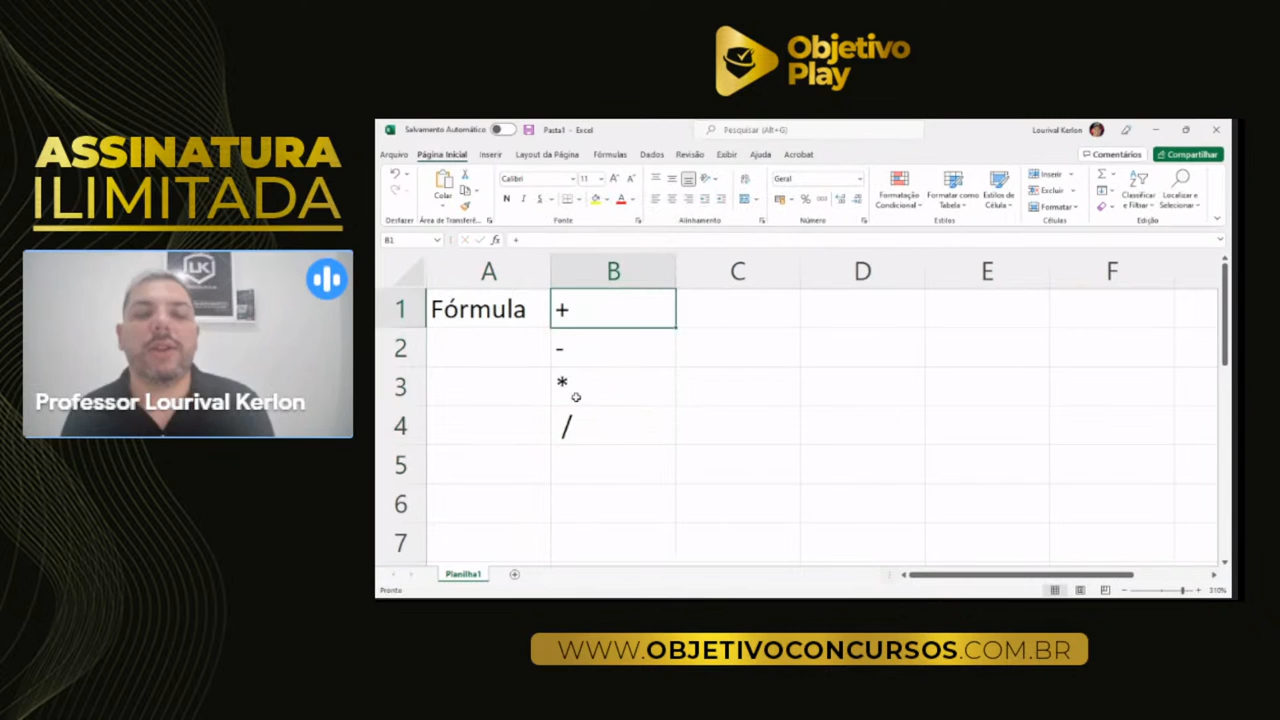 Objetivo
Play
ASSINATURA
ILIMITADA
Professor Lourival Kerlon
LK
Salvamento Automático
Pasta1 - Excel
Pesquisar (Alt+G)
Lourival Kerlon
Arquivo Página Inicial Inserir Layout da Página Fórmulas Dados Revisão Exibir Ajuda Acrobat
Comentários Compartilhar
Colar
Calibri 11
N I S
Geral
Formatação Condicional
Formatar como Tabela
Estilos de Célula
Inserir
Excluir
Formatar
Classificar e Filtrar
Localizar e Selecionar
Desfazer Área de Transferê... Fonte Alinhamento Número Estilos Células Edição
B1 fx +
A B C D E F
1 Fórmula +
2 -
3 *
4 /
5
6
7
Planilha1
Pronto
310%
WWW.OBJETIVOCONCURSOS.COM.BR